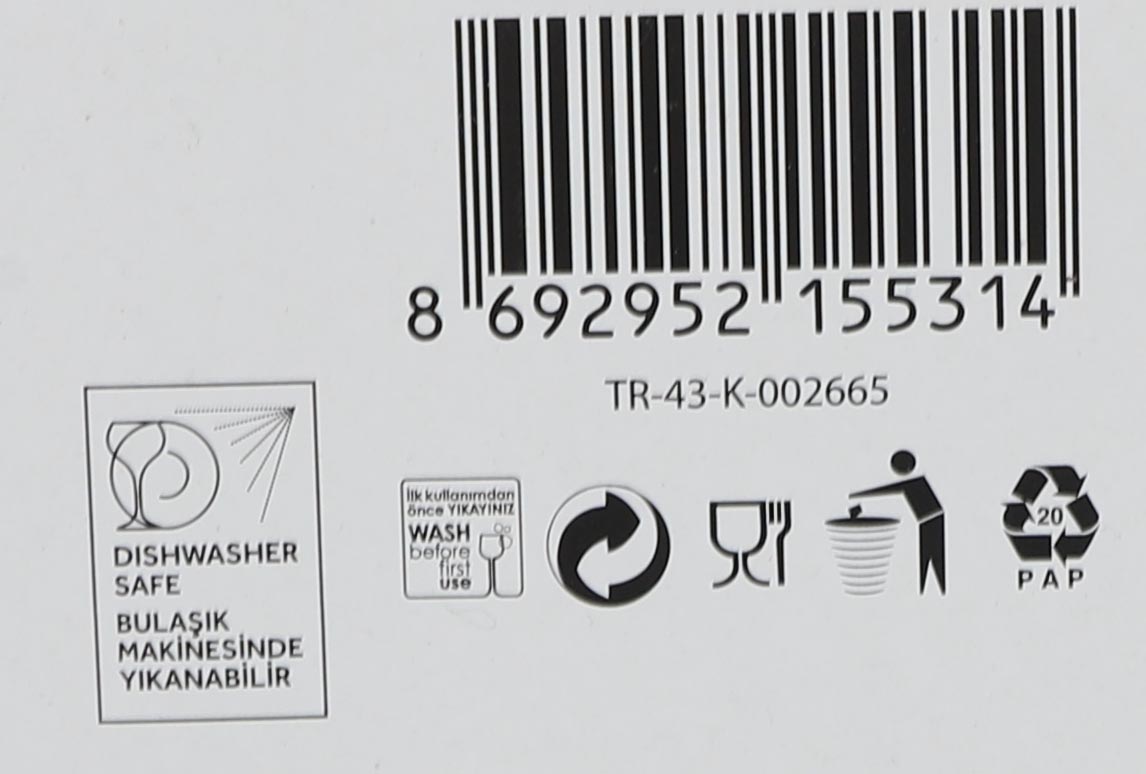 8 692952 155314
TR-43-K-002665
DISHWASHER
SAFE
BULAŞIK
MAKİNESİNDE
YIKANABİLİR
İlk kullanımdan
önce YIKAYINIZ
WASH
before
first
use
20
PAP